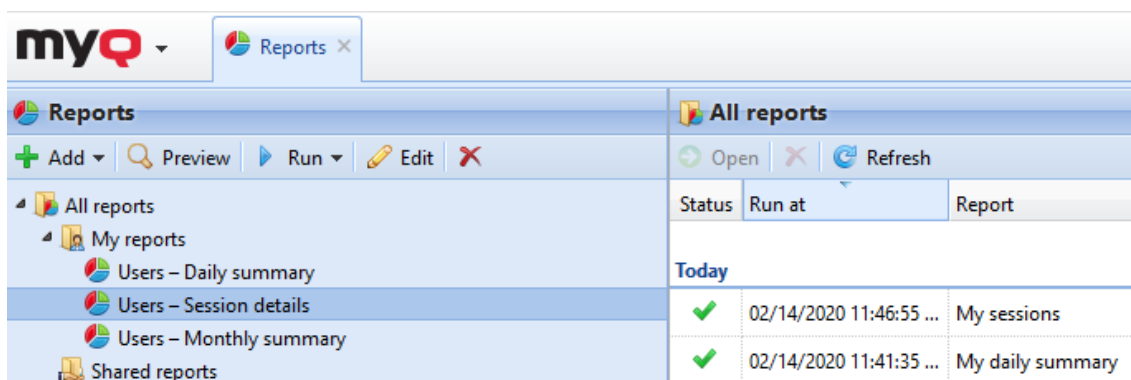 myQ
Reports
Reports
Add Preview Run Edit
All reports
My reports
Users – Daily summary
Users – Session details
Users – Monthly summary
Shared reports
All reports
Open Refresh
Status Run at Report
Today
02/14/2020 11:46:55 ... My sessions
02/14/2020 11:41:35 ... My daily summary